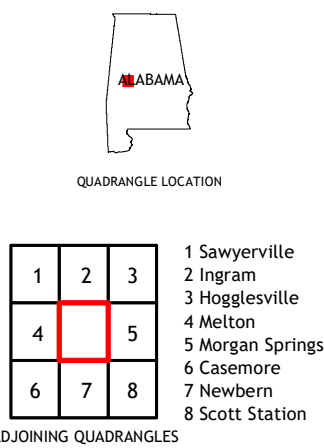 ALABAMA
QUADRANGLE LOCATION
1 2 3
4 5
6 7 8
1 Sawyerville
2 Ingram
3 Hogglesville
4 Melton
5 Morgan Springs
6 Casemore
7 Newbern
8 Scott Station
ADJOINING QUADRANGLES